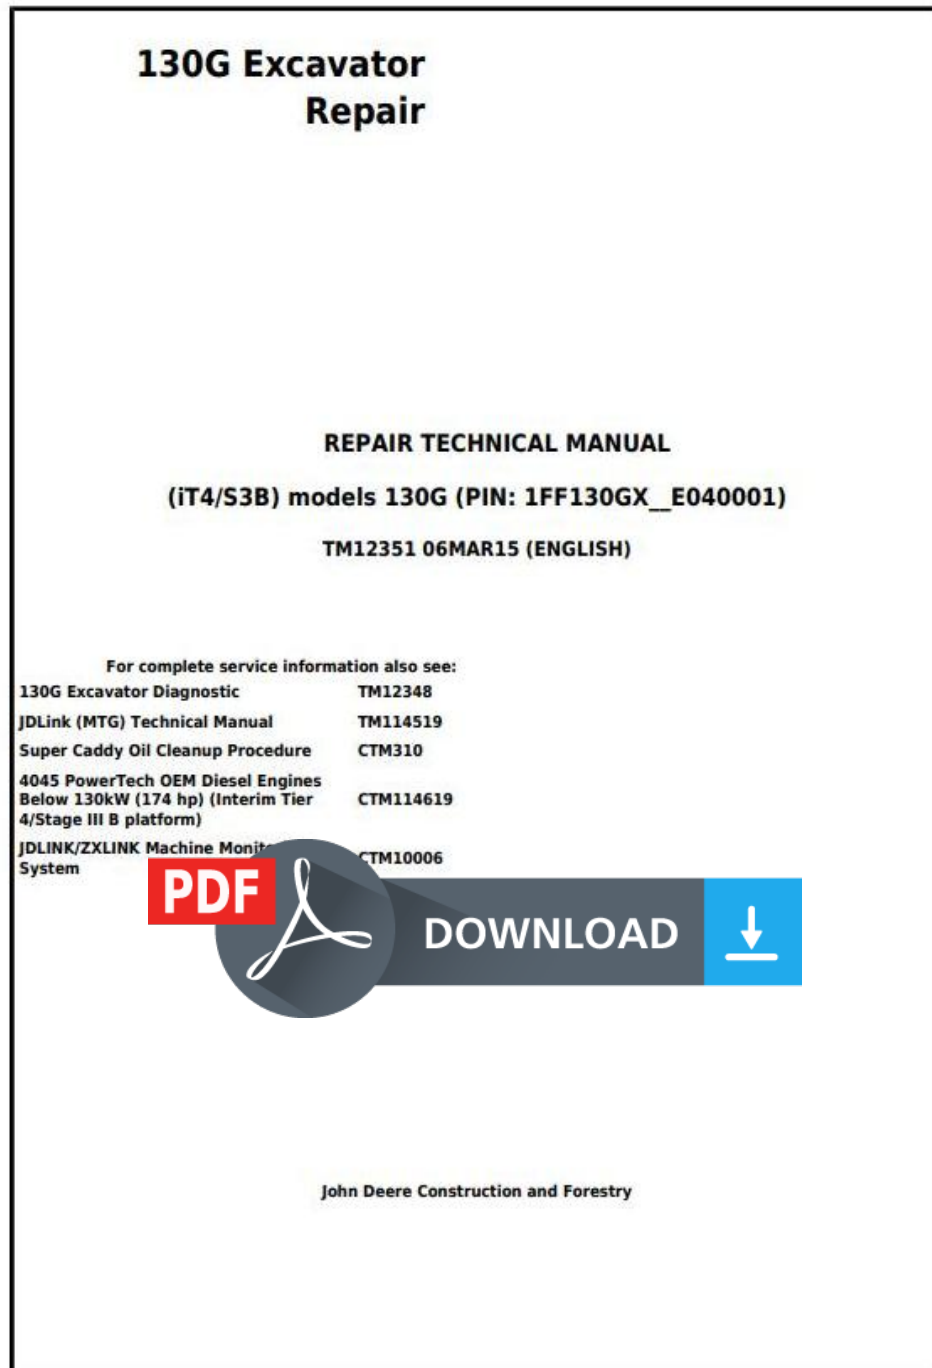 130G Excavator
Repair
REPAIR TECHNICAL MANUAL
(iT4/S3B) models 130G (PIN: 1FF130GX__E040001)
TM12351 06MAR15 (ENGLISH)
For complete service information also see:
130G Excavator Diagnostic TM12348
JDLink (MTG) Technical Manual TM114519
Super Caddy Oil Cleanup Procedure CTM310
4045 PowerTech OEM Diesel Engines
Below 130kW (174 hp) (Interim Tier CTM114619
4/Stage III B platform)
JDLINK/ZXLINK Machine
System CTM10006
PDF
DOWNLOAD
John Deere Construction and Forestry